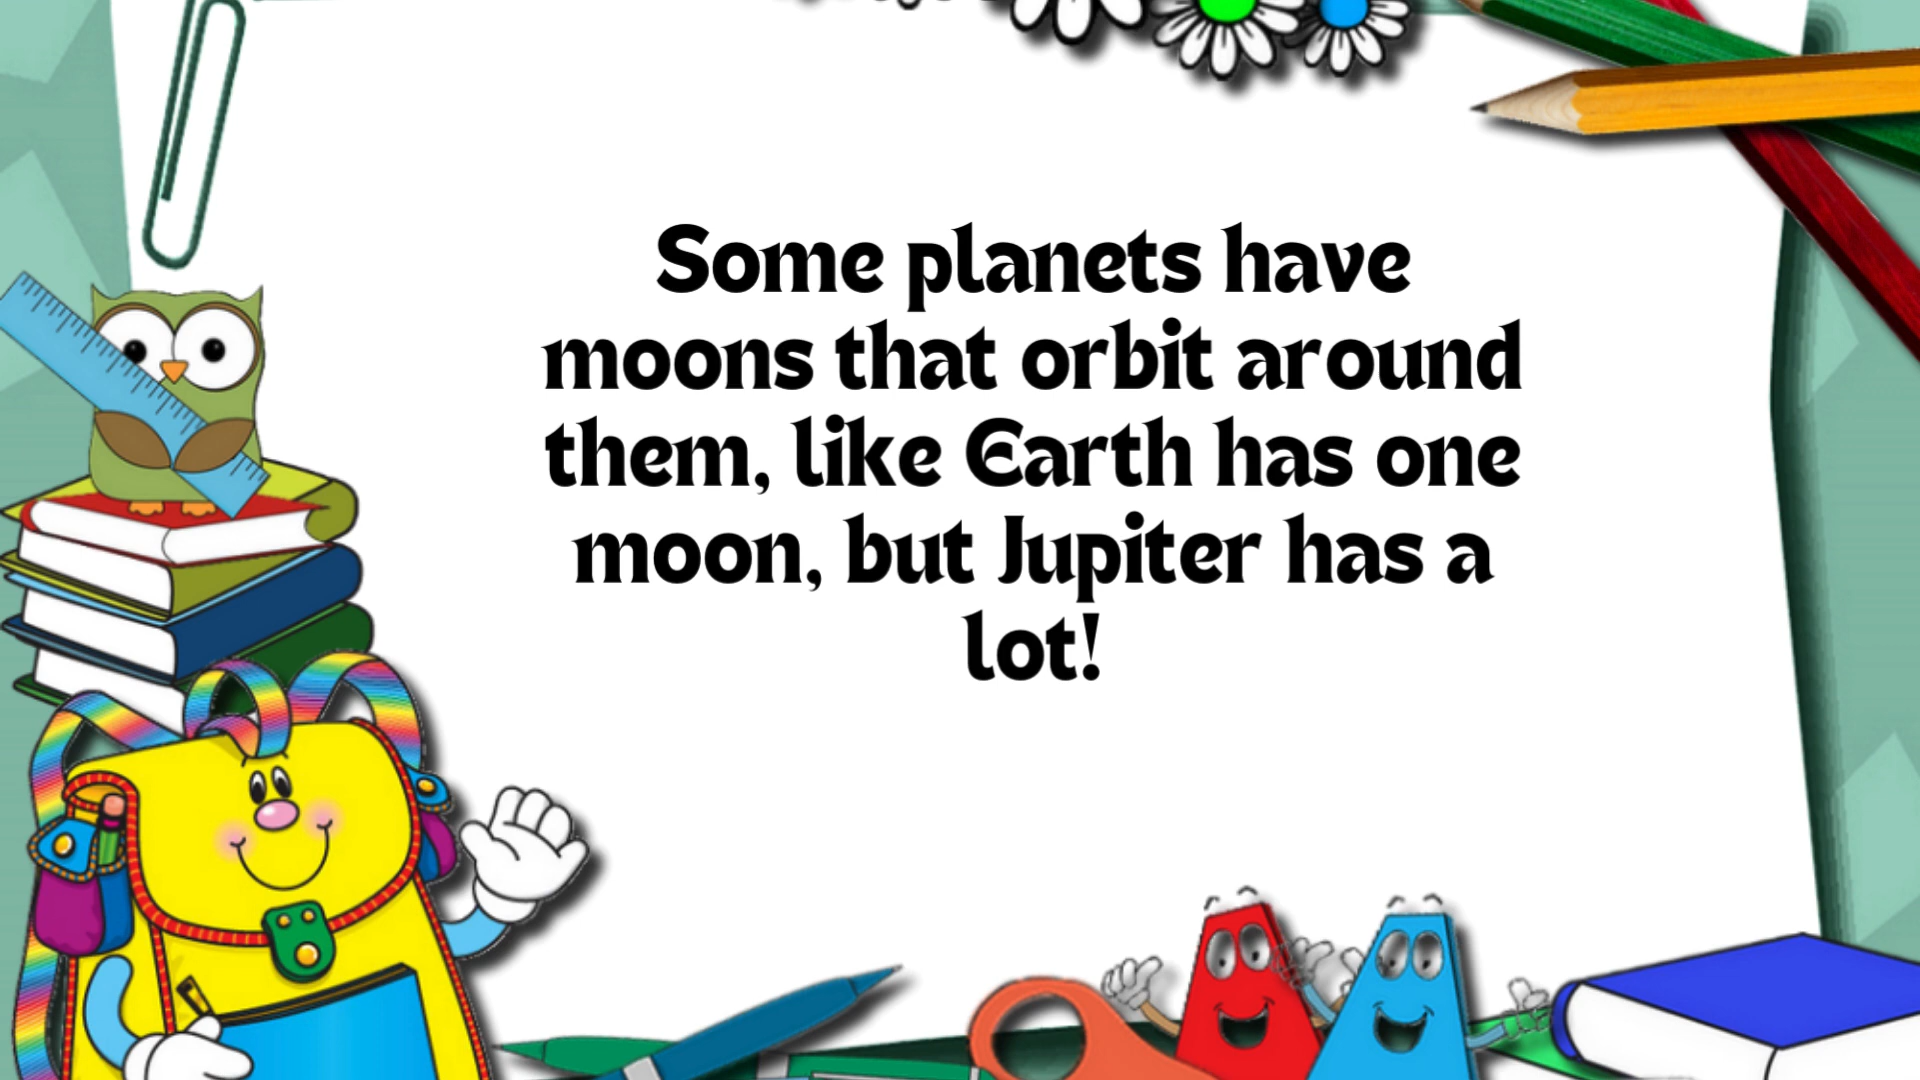 Some planets have
moons that orbit around
them, like Earth has one
moon, but Jupiter has a
lot!